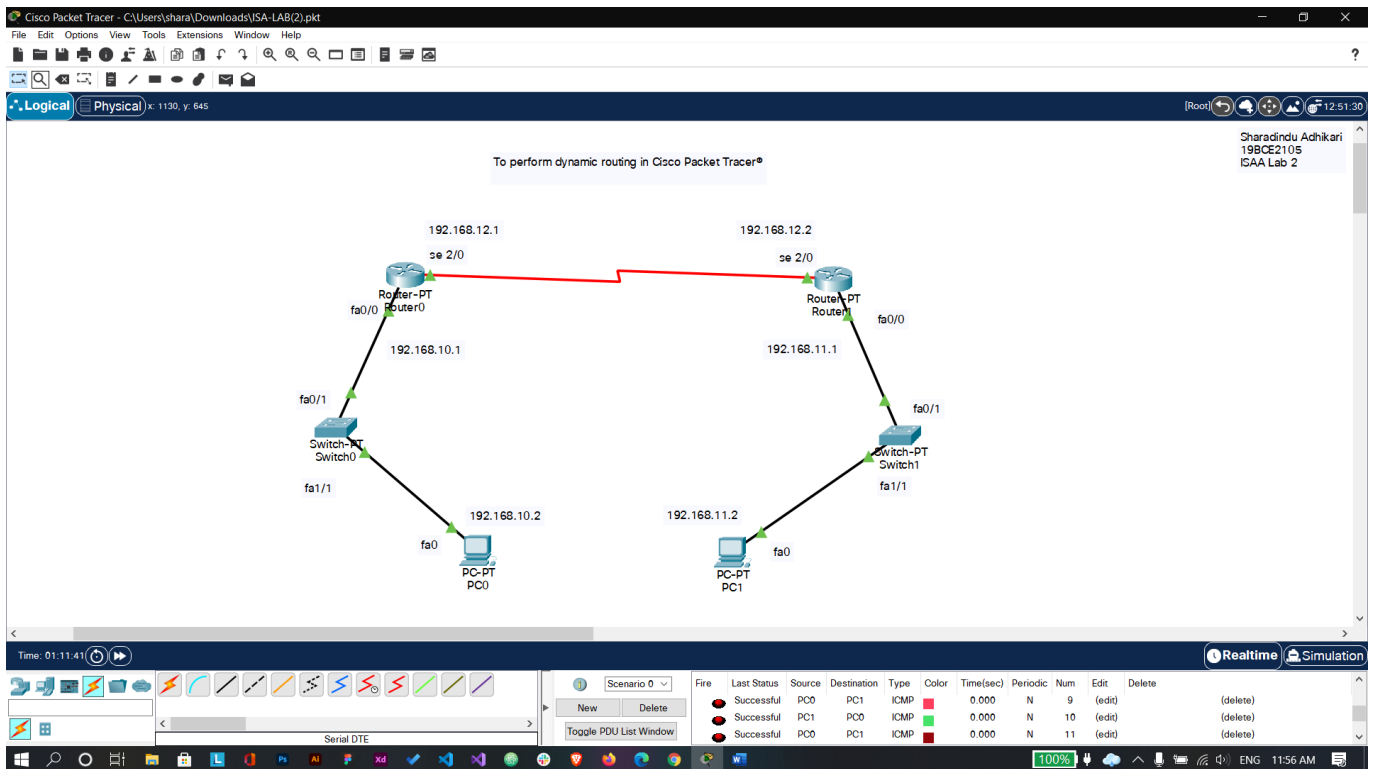 Cisco Packet Tracer - C:\Users\shara\Downloads\ISA-LAB(2).pkt
File Edit Options View Tools Extensions Window Help
?
Logical Physical x: 1130, y: 645 [Root] 12:51:30
Sharadindu Adhikari
19BCE2105
ISAA Lab 2
To perform dynamic routing in Cisco Packet Tracer®
192.168.12.1 192.168.12.2
se 2/0 se 2/0
Router-PT
Router0
fa0/0
Router-PT
Router1
fa0/0
192.168.10.1 192.168.11.1
fa0/1 fa0/1
Switch-PT
Switch0
Switch-PT
Switch1
fa1/1 fa1/1
192.168.10.2 192.168.11.2
fa0 fa0
PC-PT
PC0
PC-PT
PC1
Time: 01:11:41 Realtime Simulation
Scenario 0
New Delete
Toggle PDU List Window
Serial DTE
Fire Last Status Source Destination Type Color Time(sec) Periodic Num Edit Delete
Successful PC0 PC1 ICMP 0.000 N 9 (edit) (delete)
Successful PC1 PC0 ICMP 0.000 N 10 (edit) (delete)
Successful PC0 PC1 ICMP 0.000 N 11 (edit) (delete)
L Ps Ai Xd W 100% ENG 11:56 AM